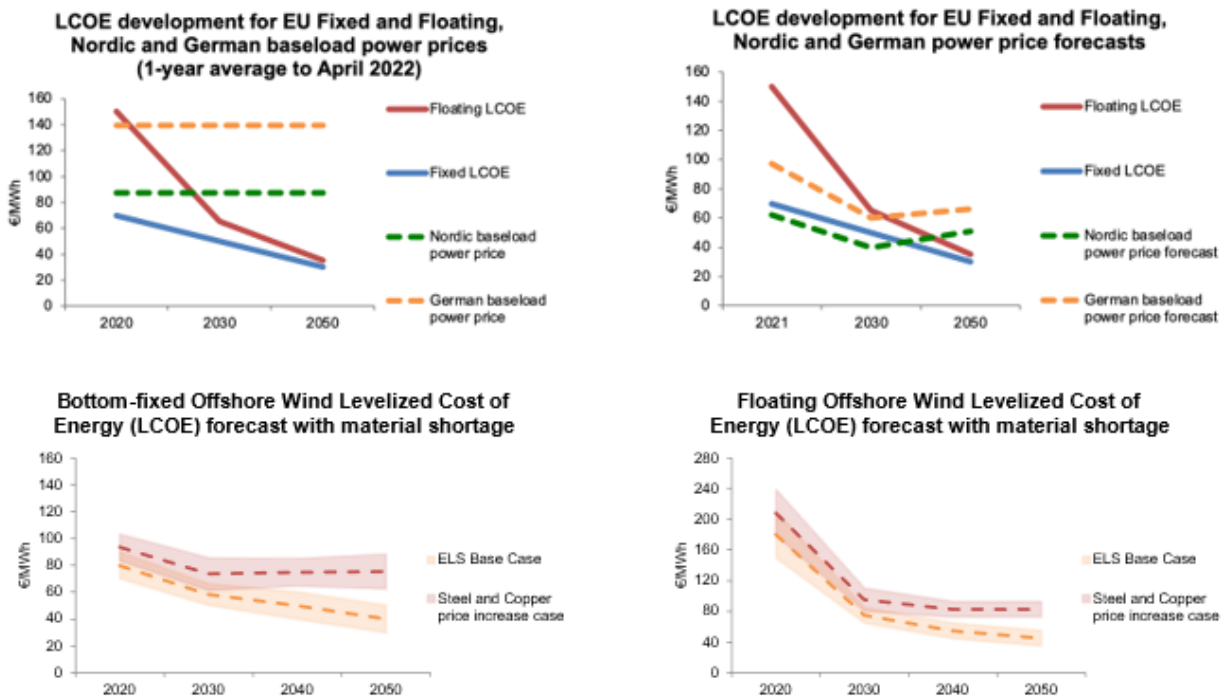 LCOE development for EU Fixed and Floating,
Nordic and German baseload power prices
(1-year average to April 2022)
€/MWh
160
140
120
100
80
60
40
20
0
2020
2030
2050
Floating LCOE
Fixed LCOE
Nordic baseload
power price
German baseload
power price
LCOE development for EU Fixed and Floating,
Nordic and German power price forecasts
€/MWh
160
140
120
100
80
60
40
20
0
2021
2030
2050
Floating LCOE
Fixed LCOE
Nordic baseload
power price forecast
German baseload
power price forecast
Bottom-fixed Offshore Wind Levelized Cost of
Energy (LCOE) forecast with material shortage
€/MWh
160
140
120
100
80
60
40
20
0
2020
2030
2040
2050
ELS Base Case
Steel and Copper
price increase case
Floating Offshore Wind Levelized Cost of
Energy (LCOE) forecast with material shortage
€/MWh
280
240
200
160
120
80
40
0
2020
2030
2040
2050
ELS Base Case
Steel and Copper
price increase case